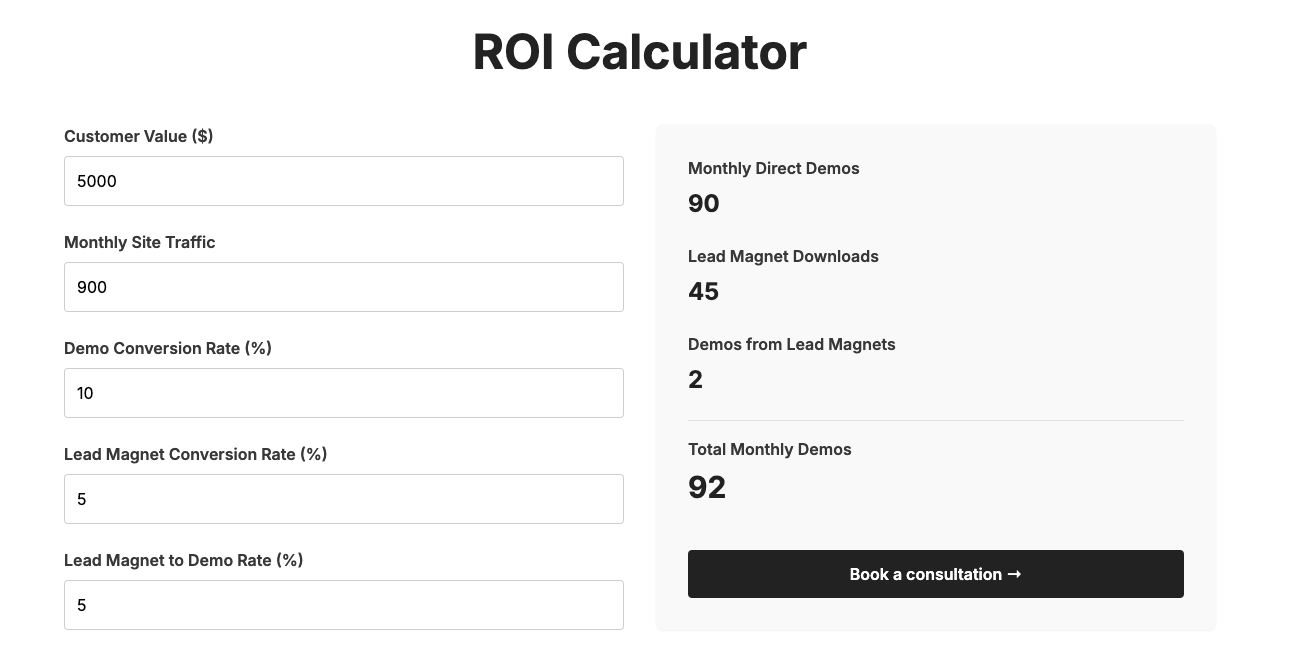 ROI Calculator
Customer Value ($)
5000
Monthly Site Traffic
900
Demo Conversion Rate (%)
10
Lead Magnet Conversion Rate (%)
5
Lead Magnet to Demo Rate (%)
5
Monthly Direct Demos
90
Lead Magnet Downloads
45
Demos from Lead Magnets
2
Total Monthly Demos
92
Book a consultation →